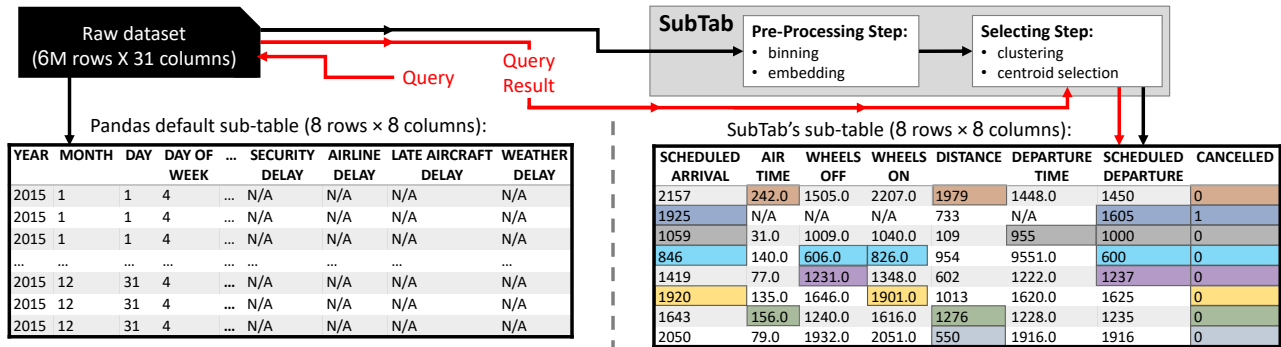 Raw dataset
(6M rows X 31 columns)
Query
Query
Result
SubTab
Pre-Processing Step:
• binning
• embedding
Selecting Step:
• clustering
• centroid selection
Pandas default sub-table (8 rows × 8 columns):
YEAR MONTH DAY DAY OF WEEK ... SECURITY DELAY AIRLINE DELAY LATE AIRCRAFT DELAY WEATHER DELAY
2015 1 1 4 ... N/A N/A N/A N/A
2015 1 1 4 ... N/A N/A N/A N/A
2015 1 1 4 ... N/A N/A N/A N/A
... ... ... ... ... ... ... ... ...
2015 12 31 4 ... N/A N/A N/A N/A
2015 12 31 4 ... N/A N/A N/A N/A
2015 12 31 4 ... N/A N/A N/A N/A
SubTab's sub-table (8 rows × 8 columns):
SCHEDULED ARRIVAL AIR TIME WHEELS OFF WHEELS ON DISTANCE DEPARTURE TIME SCHEDULED DEPARTURE CANCELLED
2157 242.0 1505.0 2207.0 1979 1448.0 1450 0
1925 N/A N/A N/A 733 N/A 1605 1
1059 31.0 1009.0 1040.0 109 955 1000 0
846 140.0 606.0 826.0 954 9551.0 600 0
1419 77.0 1231.0 1348.0 602 1222.0 1237 0
1920 135.0 1646.0 1901.0 1013 1620.0 1625 0
1643 156.0 1240.0 1616.0 1276 1228.0 1235 0
2050 79.0 1932.0 2051.0 550 1916.0 1916 0